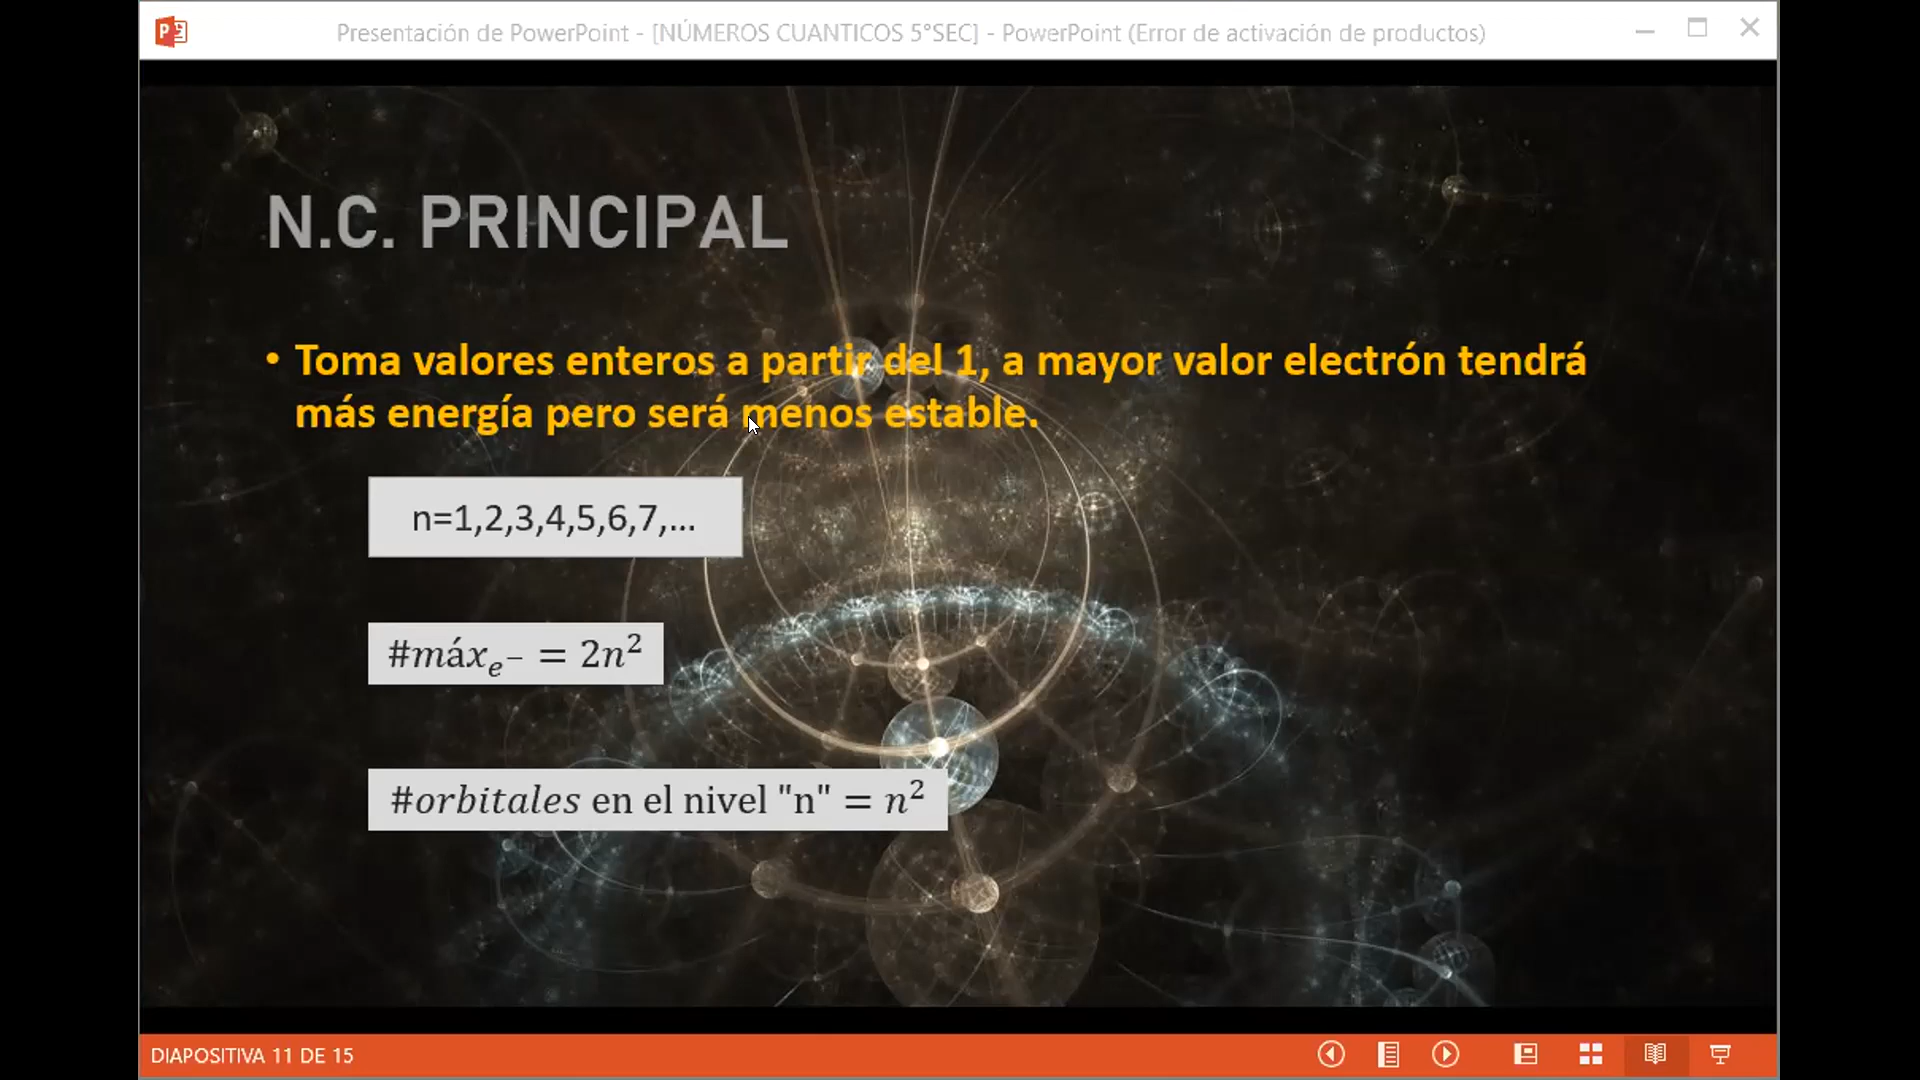 Presentación de PowerPoint - [NÚMEROS CUANTICOS 5°SEC] - PowerPoint (Error de activación de productos)
N.C. PRINCIPAL
• Toma valores enteros a partir del 1, a mayor valor electrón tendrá
más energía pero será menos estable.
n=1,2,3,4,5,6,7,...
#máxₑ₋ = 2n²
#orbitales en el nivel "n" = n²
DIAPOSITIVA 11 DE 15